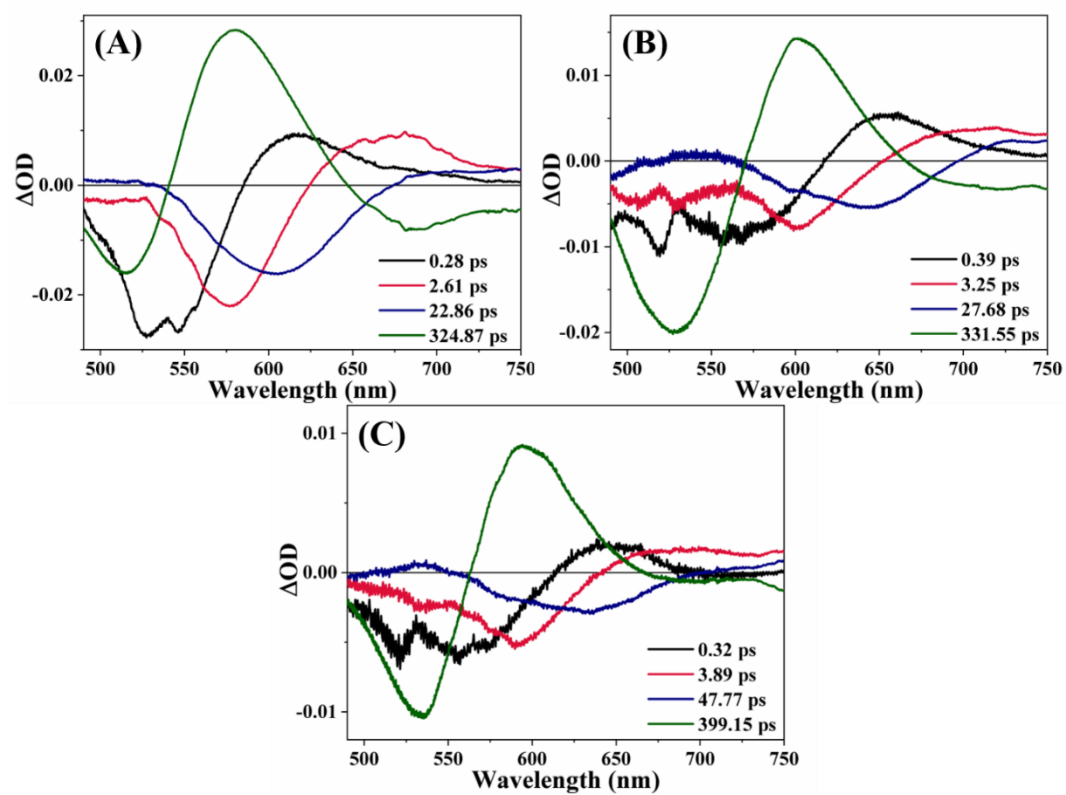 (A)
0.02
0.00
-0.02
ΔOD
0.28 ps
2.61 ps
22.86 ps
324.87 ps
500 550 600 650 700 750
Wavelength (nm)
(B)
0.01
0.00
-0.01
-0.02
ΔOD
0.39 ps
3.25 ps
27.68 ps
331.55 ps
500 550 600 650 700 750
Wavelength (nm)
(C)
0.01
0.00
-0.01
ΔOD
0.32 ps
3.89 ps
47.77 ps
399.15 ps
500 550 600 650 700 750
Wavelength (nm)